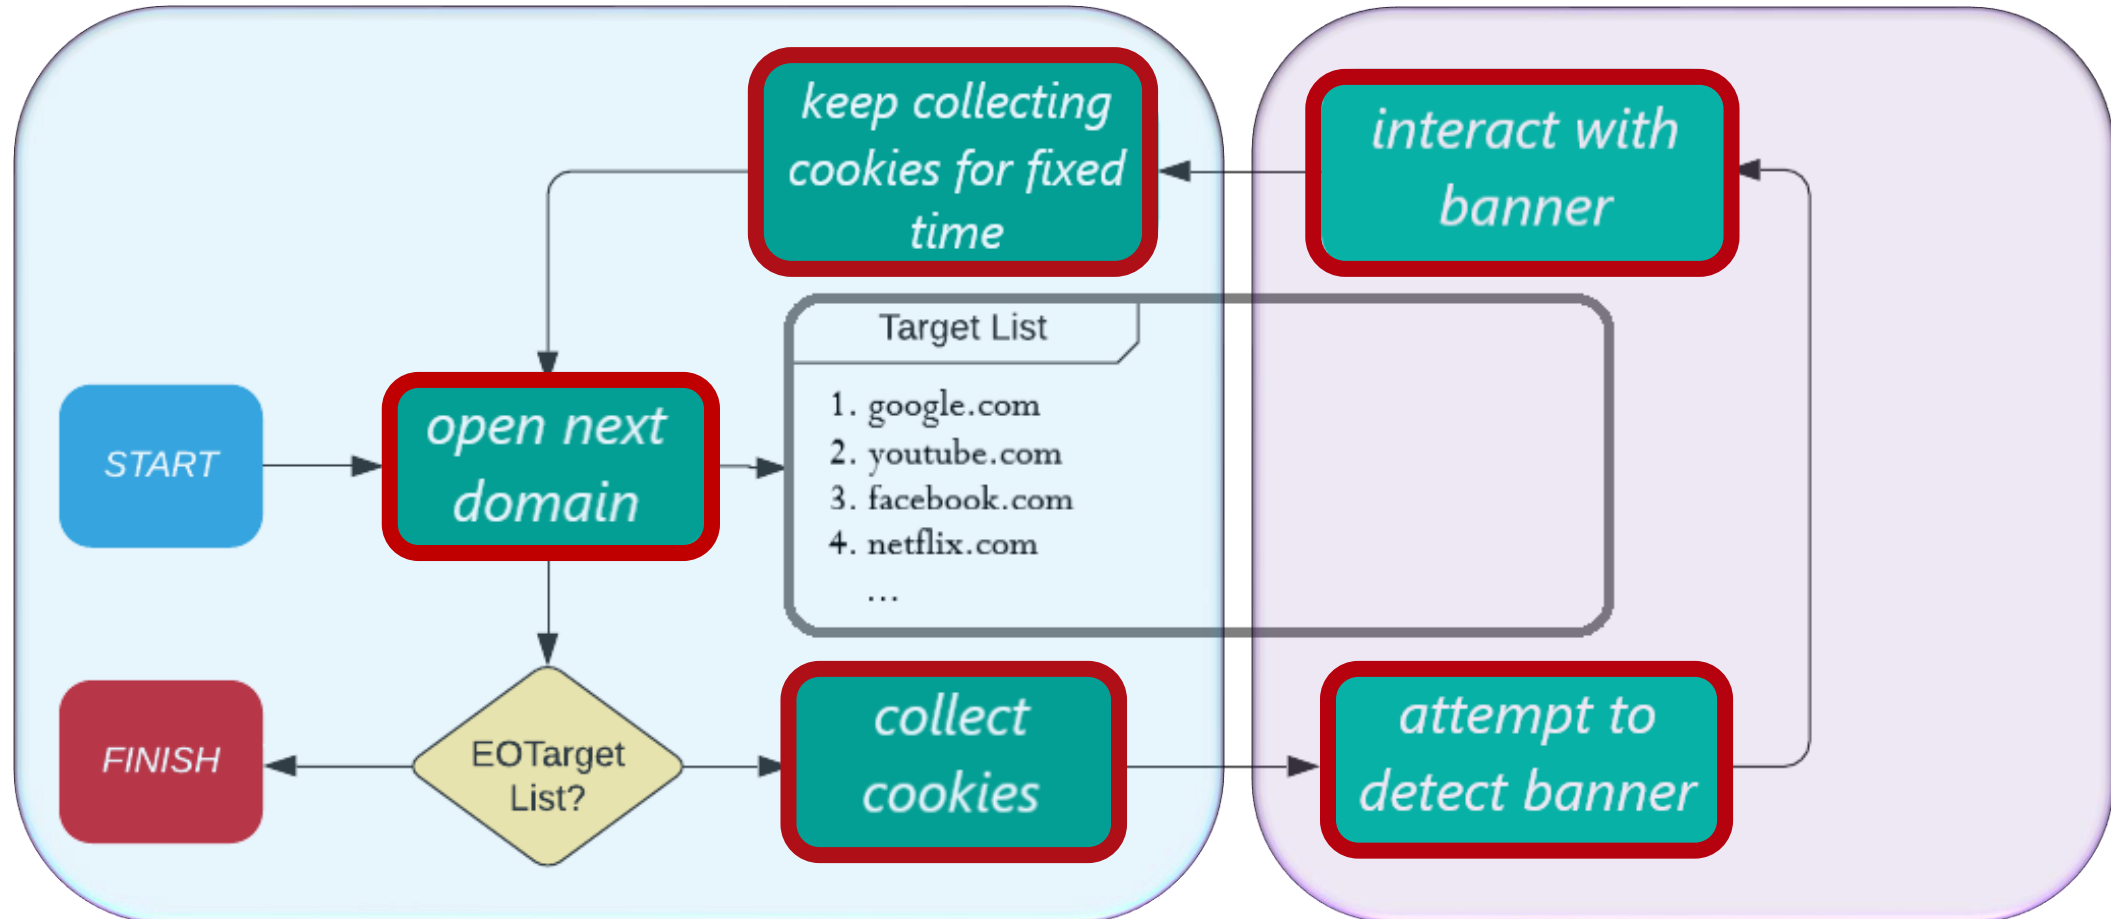 keep collecting
cookies for fixed
time
interact with
banner
Target List
1. google.com
2. youtube.com
3. facebook.com
4. netflix.com
...
START
open next
domain
FINISH
EOTarget
List?
collect
cookies
attempt to
detect banner